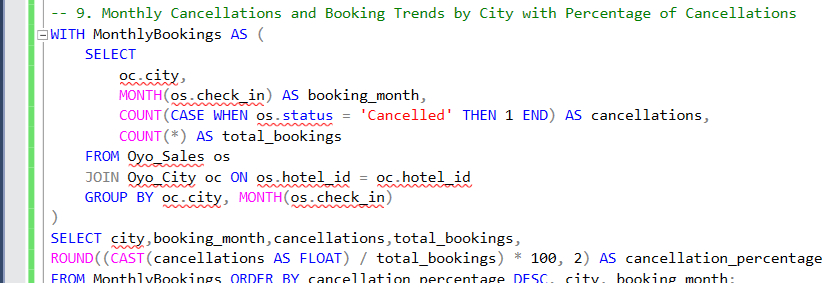 -- 9. Monthly Cancellations and Booking Trends by City with Percentage of Cancellations
WITH MonthlyBookings AS (
SELECT
oc.city,
MONTH(os.check_in) AS booking_month,
COUNT(CASE WHEN os.status = 'Cancelled' THEN 1 END) AS cancellations,
COUNT(*) AS total_bookings
FROM Oyo_Sales os
JOIN Oyo_City oc ON os.hotel_id = oc.hotel_id
GROUP BY oc.city, MONTH(os.check_in)
)
SELECT city,booking_month,cancellations,total_bookings,
ROUND((CAST(cancellations AS FLOAT) / total_bookings) * 100, 2) AS cancellation_percentage
FROM MonthlyBookings ORDER BY cancellation_percentage DESC, city, booking_month;